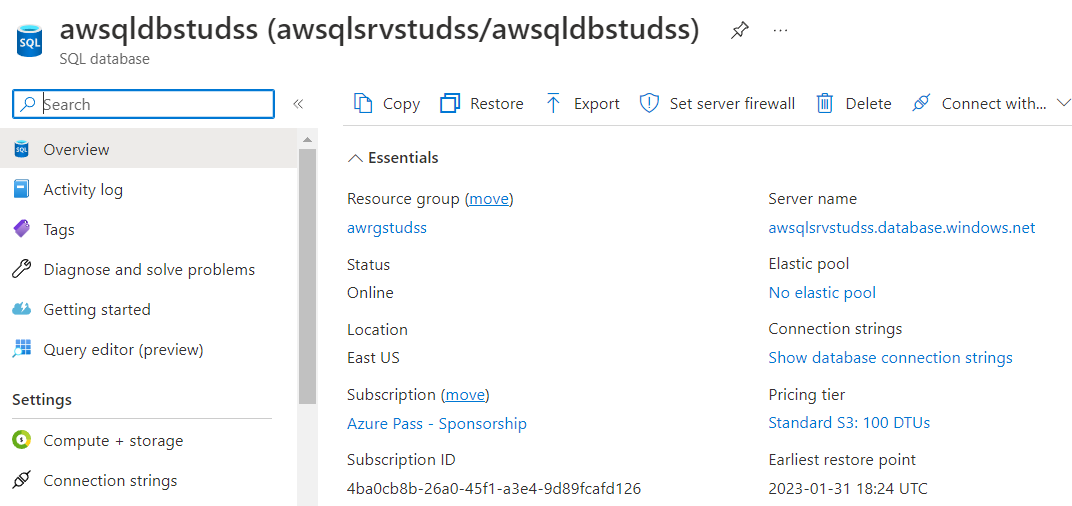 awsqldbstudss (awsqlsrvstudss/awsqldbstudss)
SQL
SQL database
Search
Copy
Restore
Export
Set server firewall
Delete
Connect with...
SQL
Overview
Activity log
Tags
Diagnose and solve problems
Getting started
Query editor (preview)
Settings
Compute + storage
Connection strings
Essentials
Resource group (move)
awrgstudss
Status
Online
Location
East US
Subscription (move)
Azure Pass - Sponsorship
Subscription ID
4ba0cb8b-26a0-45f1-a3e4-9d89fcafd126
Server name
awsqlsrvstudss.database.windows.net
Elastic pool
No elastic pool
Connection strings
Show database connection strings
Pricing tier
Standard S3: 100 DTUs
Earliest restore point
2023-01-31 18:24 UTC